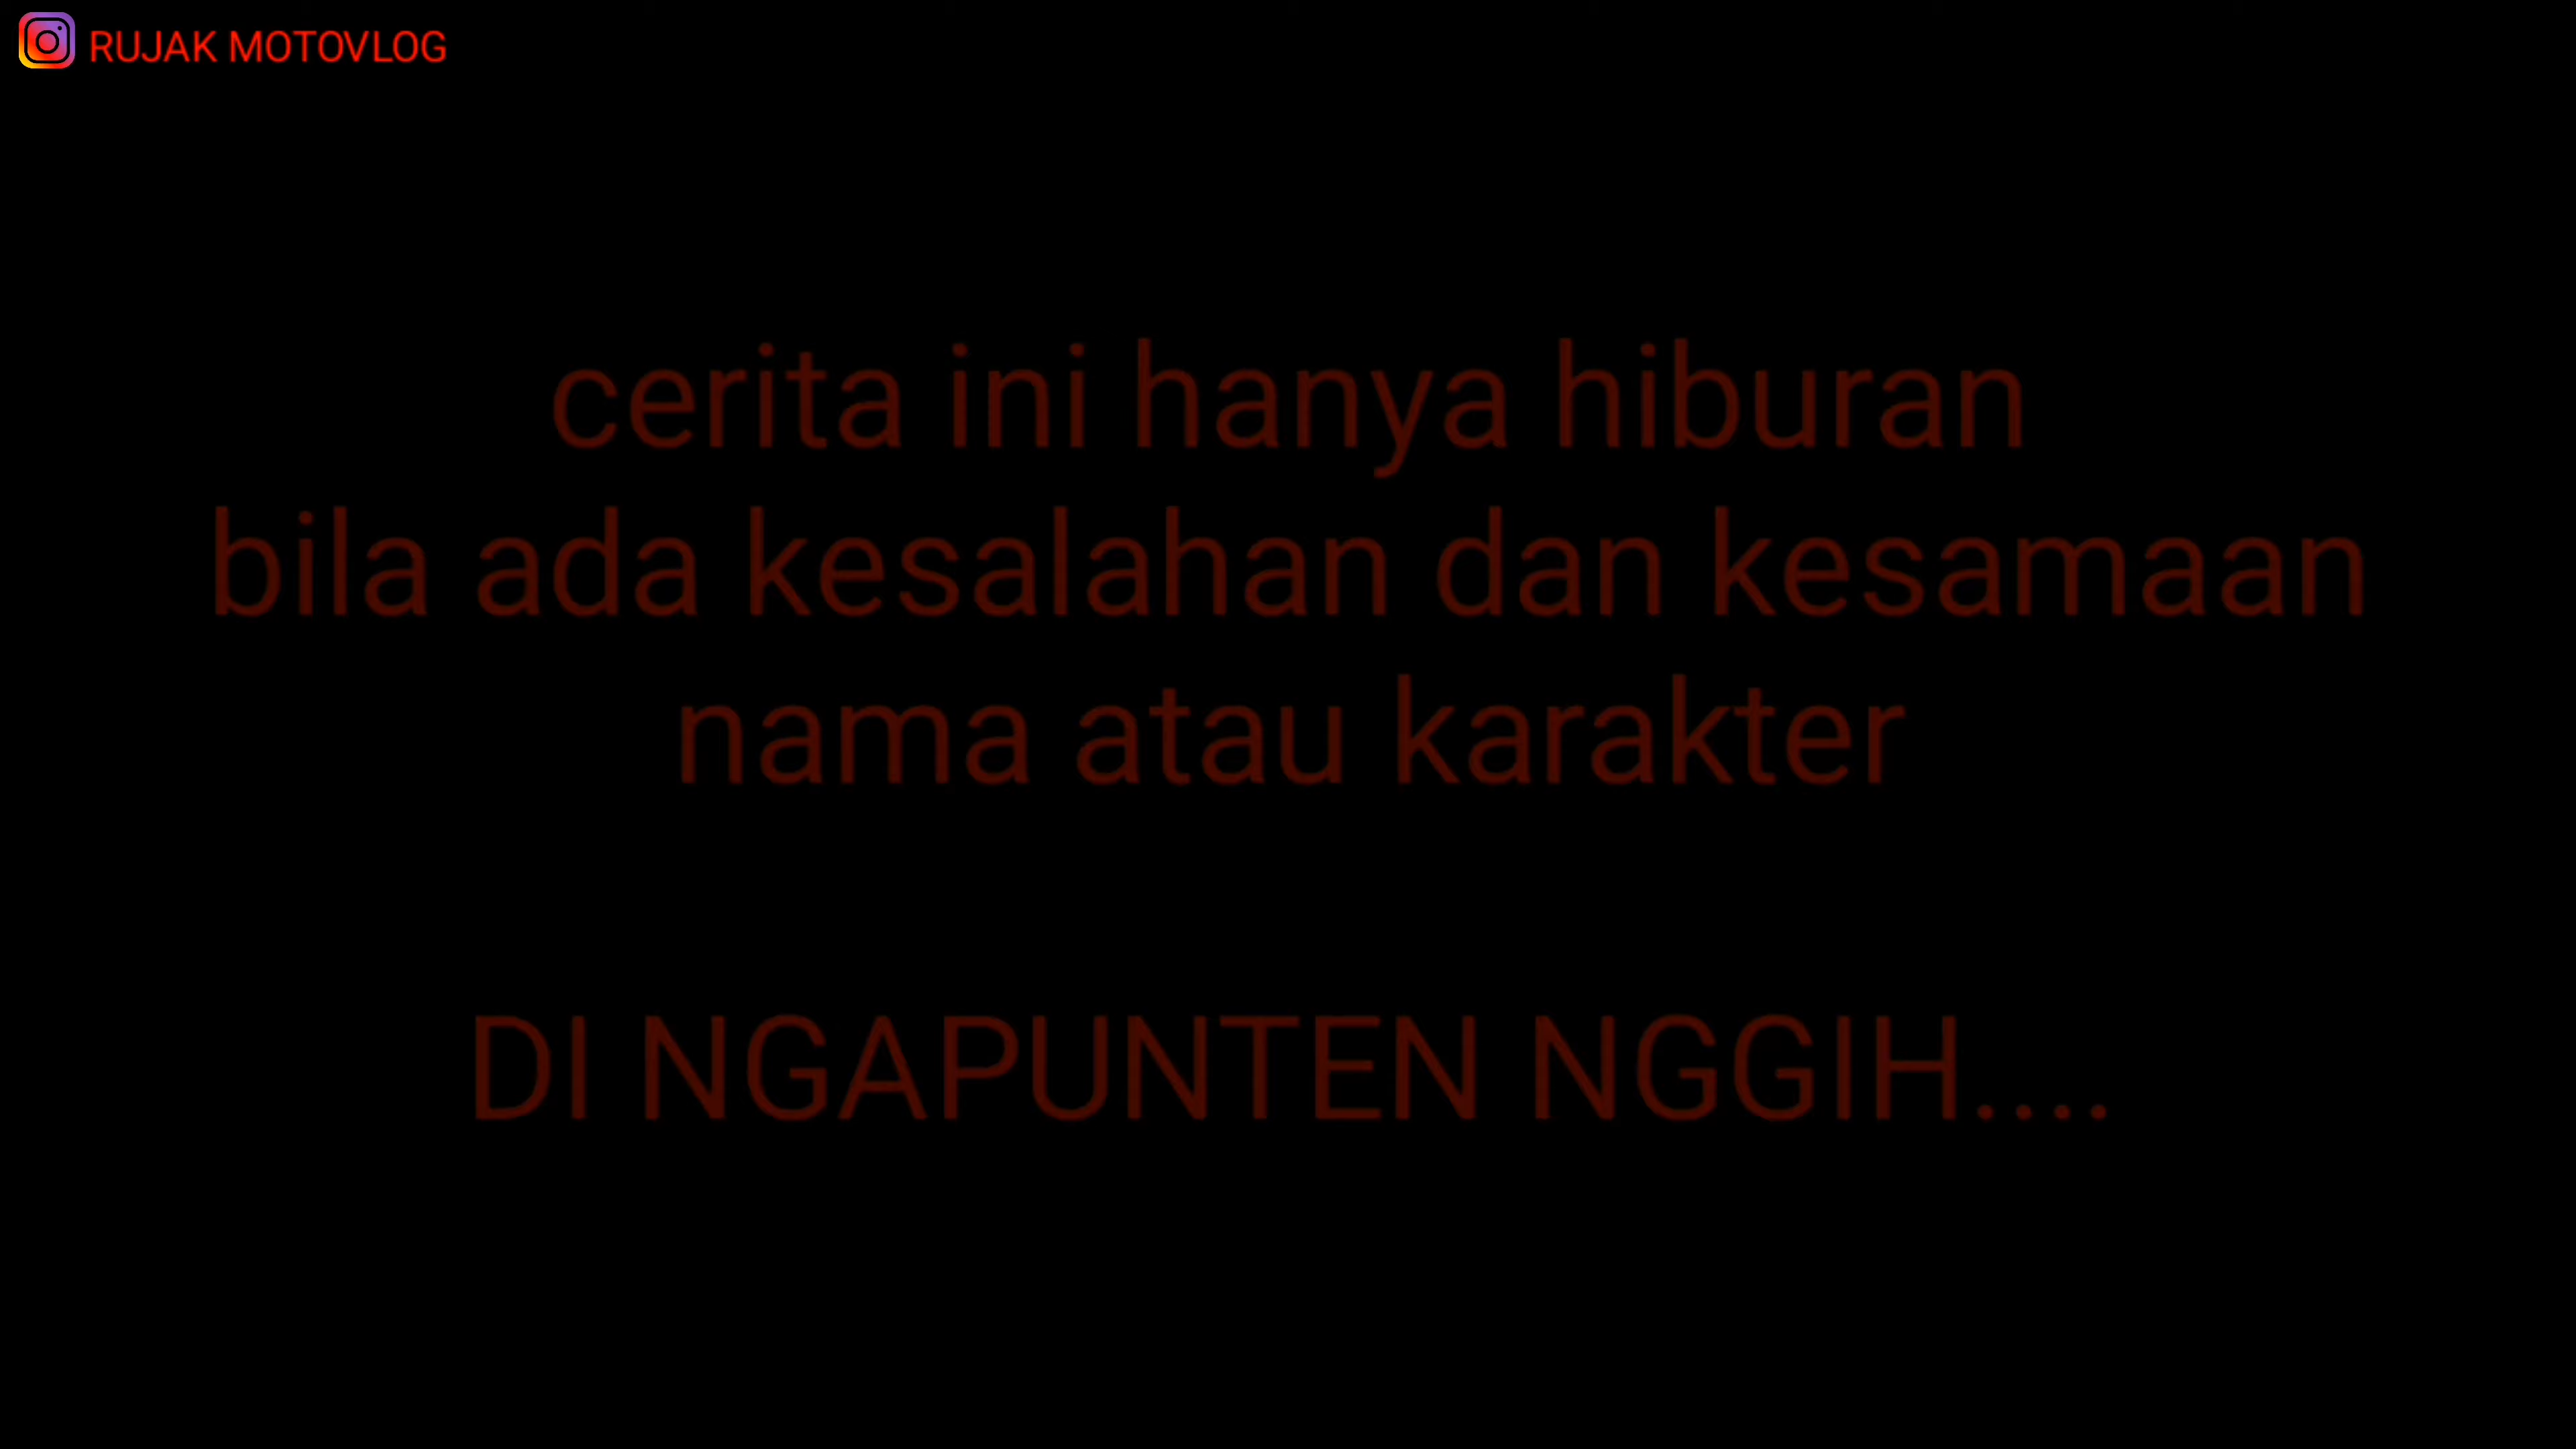 RUJAK MOTOVLOG
cerita ini hanya hiburan
bila ada kesalahan dan kesamaan
nama atau karakter
DI NGAPUNTEN NGGIH....